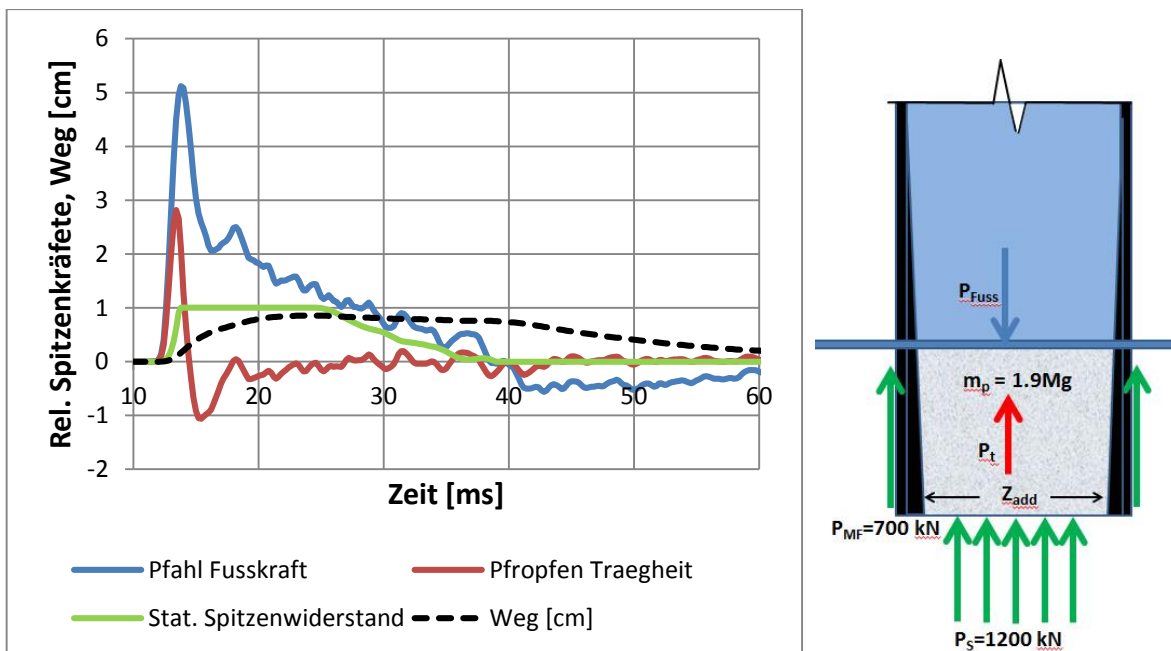 Rel. Spitzenkräfete, Weg [cm]
6
5
4
3
2
1
0
-1
-2
10
20
30
40
50
60
Zeit [ms]
Pfahl Fusskraft
Pfropfen Traegheit
Stat. Spitzenwiderstand
Weg [cm]
PFuss
mp = 1.9Mg
Pt
Zadd
PMF=700 kN
PS=1200 kN